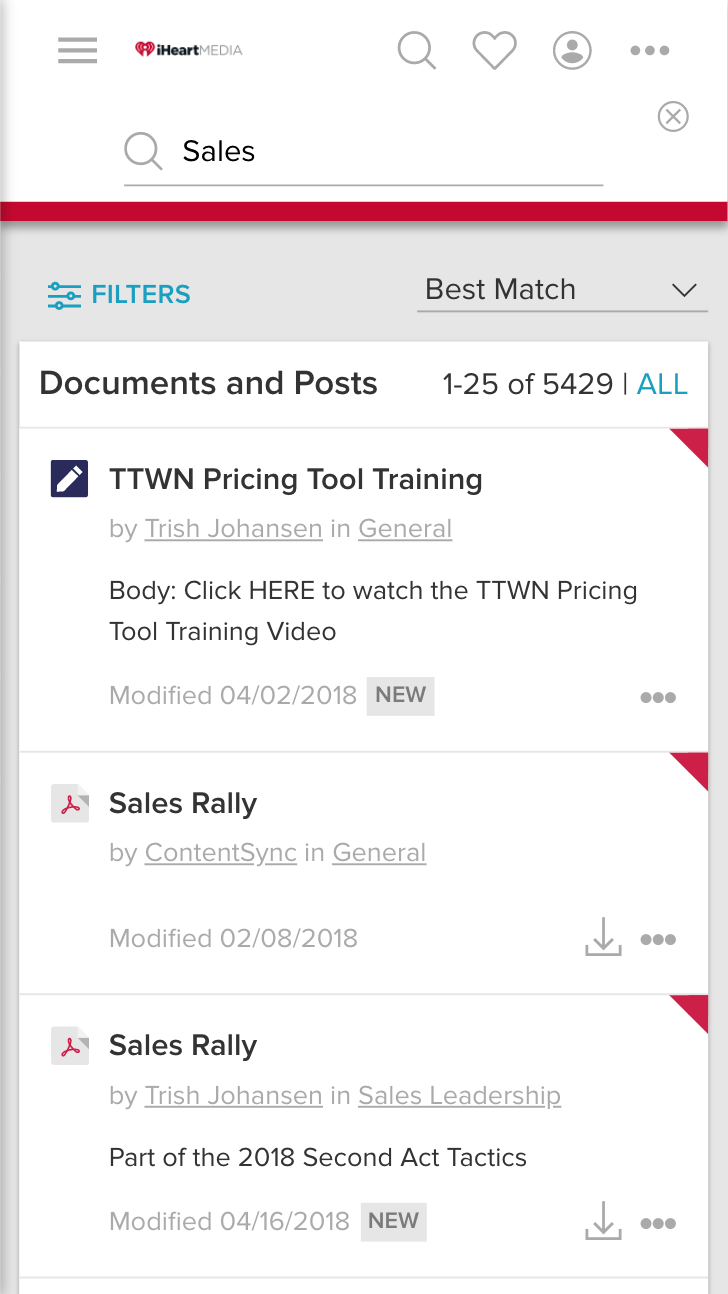 iHeartMEDIA
Sales
FILTERS
Best Match
Documents and Posts
1-25 of 5429 | ALL
TTWN Pricing Tool Training
by Trish Johansen in General
Body: Click HERE to watch the TTWN Pricing
Tool Training Video
Modified 04/02/2018 NEW
Sales Rally
by ContentSync in General
Modified 02/08/2018
Sales Rally
by Trish Johansen in Sales Leadership
Part of the 2018 Second Act Tactics
Modified 04/16/2018 NEW